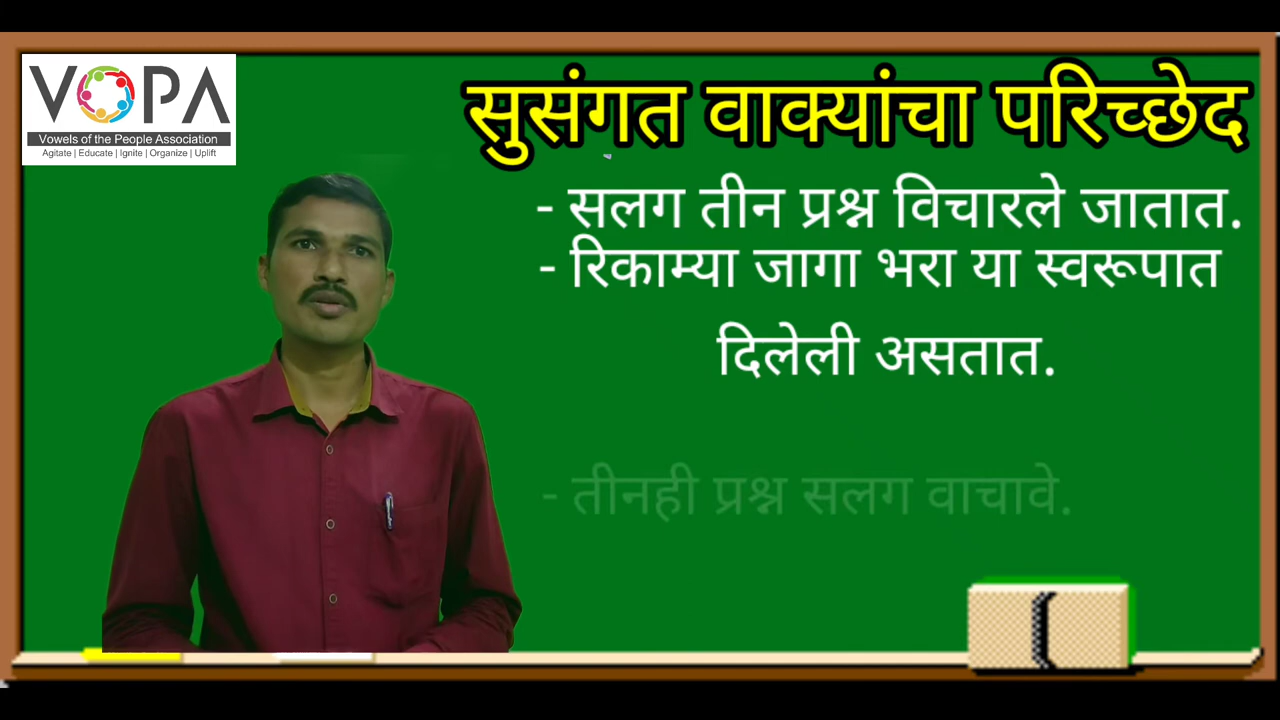 VOPA
Vowels of the People Association
Agitate | Educate | Ignite | Organize | Uplift
सुसंगत वाक्यांचा परिच्छेद
- सलग तीन प्रश्न विचारले जातात.
- रिकाम्या जागा भरा या स्वरूपात
दिलेली असतात.
- तीनही प्रश्न सलग वाचावे.